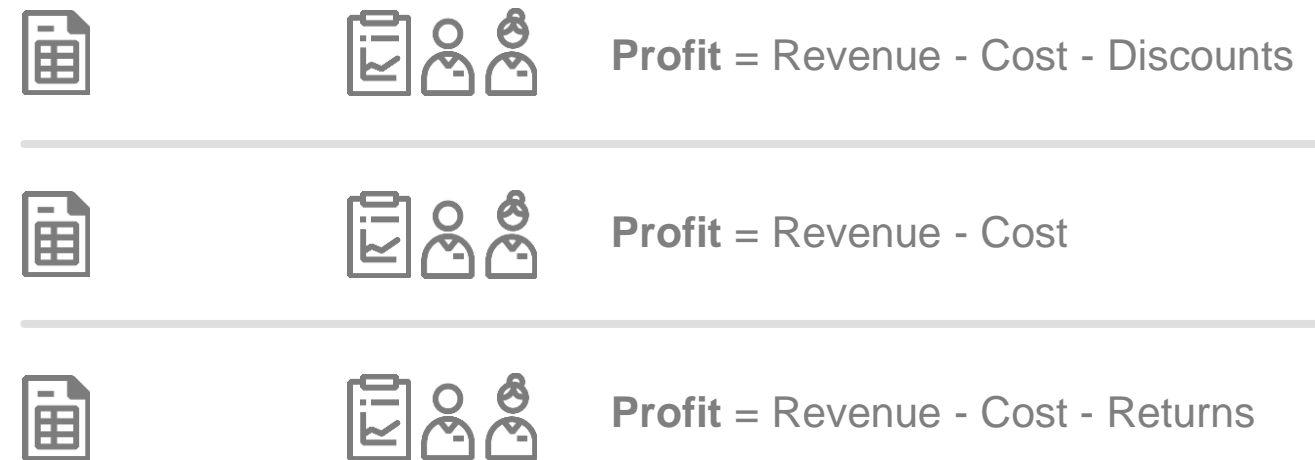 Profit = Revenue - Cost - Discounts
Profit = Revenue - Cost
Profit = Revenue - Cost - Returns